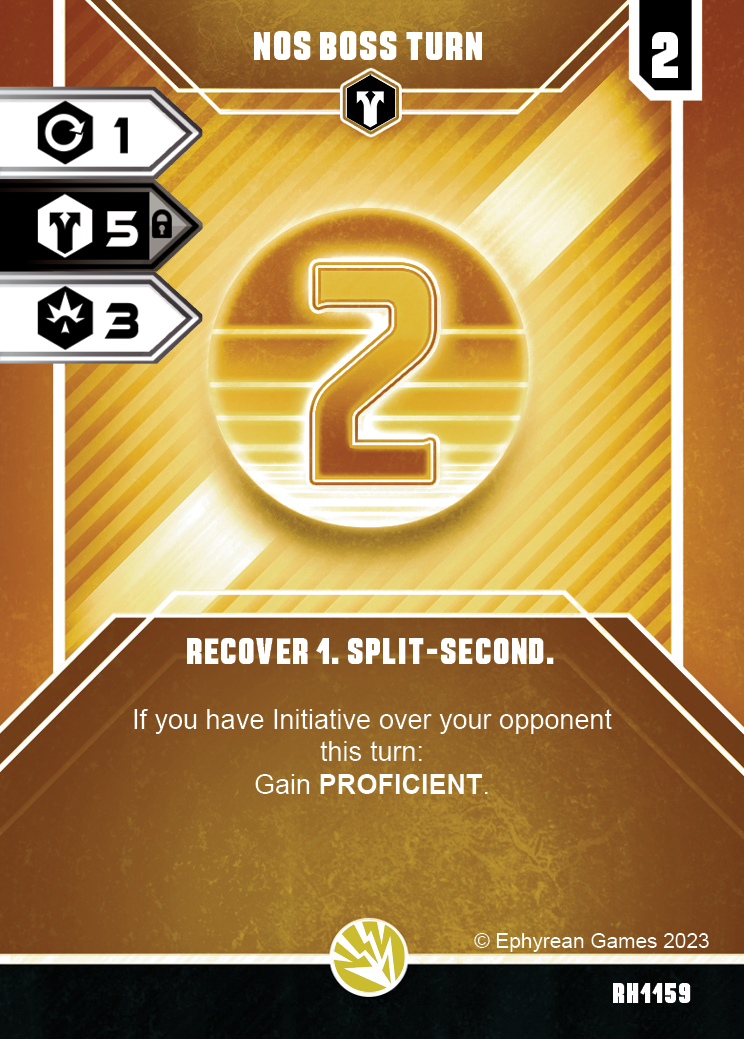 NOS BOSS TURN
2
1
5
3
2
RECOVER 1. SPLIT-SECOND.
If you have Initiative over your opponent
this turn:
Gain PROFICIENT.
© Ephyrean Games 2023
RH1159